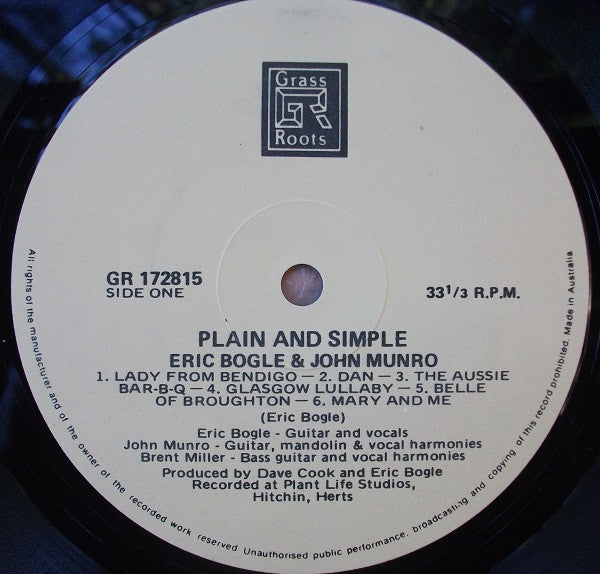 Grass
GR
Roots
GR 172815
SIDE ONE
33 1/3 R.P.M.
PLAIN AND SIMPLE
ERIC BOGLE & JOHN MUNRO
1. LADY FROM BENDIGO — 2. DAN — 3. THE AUSSIE
BAR-B-Q — 4. GLASGOW LULLABY — 5. BELLE
OF BROUGHTON — 6. MARY AND ME
(Eric Bogle)
Eric Bogle - Guitar and vocals
John Munro - Guitar, mandolin & vocal harmonies
Brent Miller - Bass guitar and vocal harmonies
Produced by Dave Cook and Eric Bogle
Recorded at Plant Life Studios,
Hitchin, Herts
All rights of the manufacturer and of the owner of the recorded work reserved Unauthorised public performance, broadcasting and copying of this record prohibited. Made in Australia